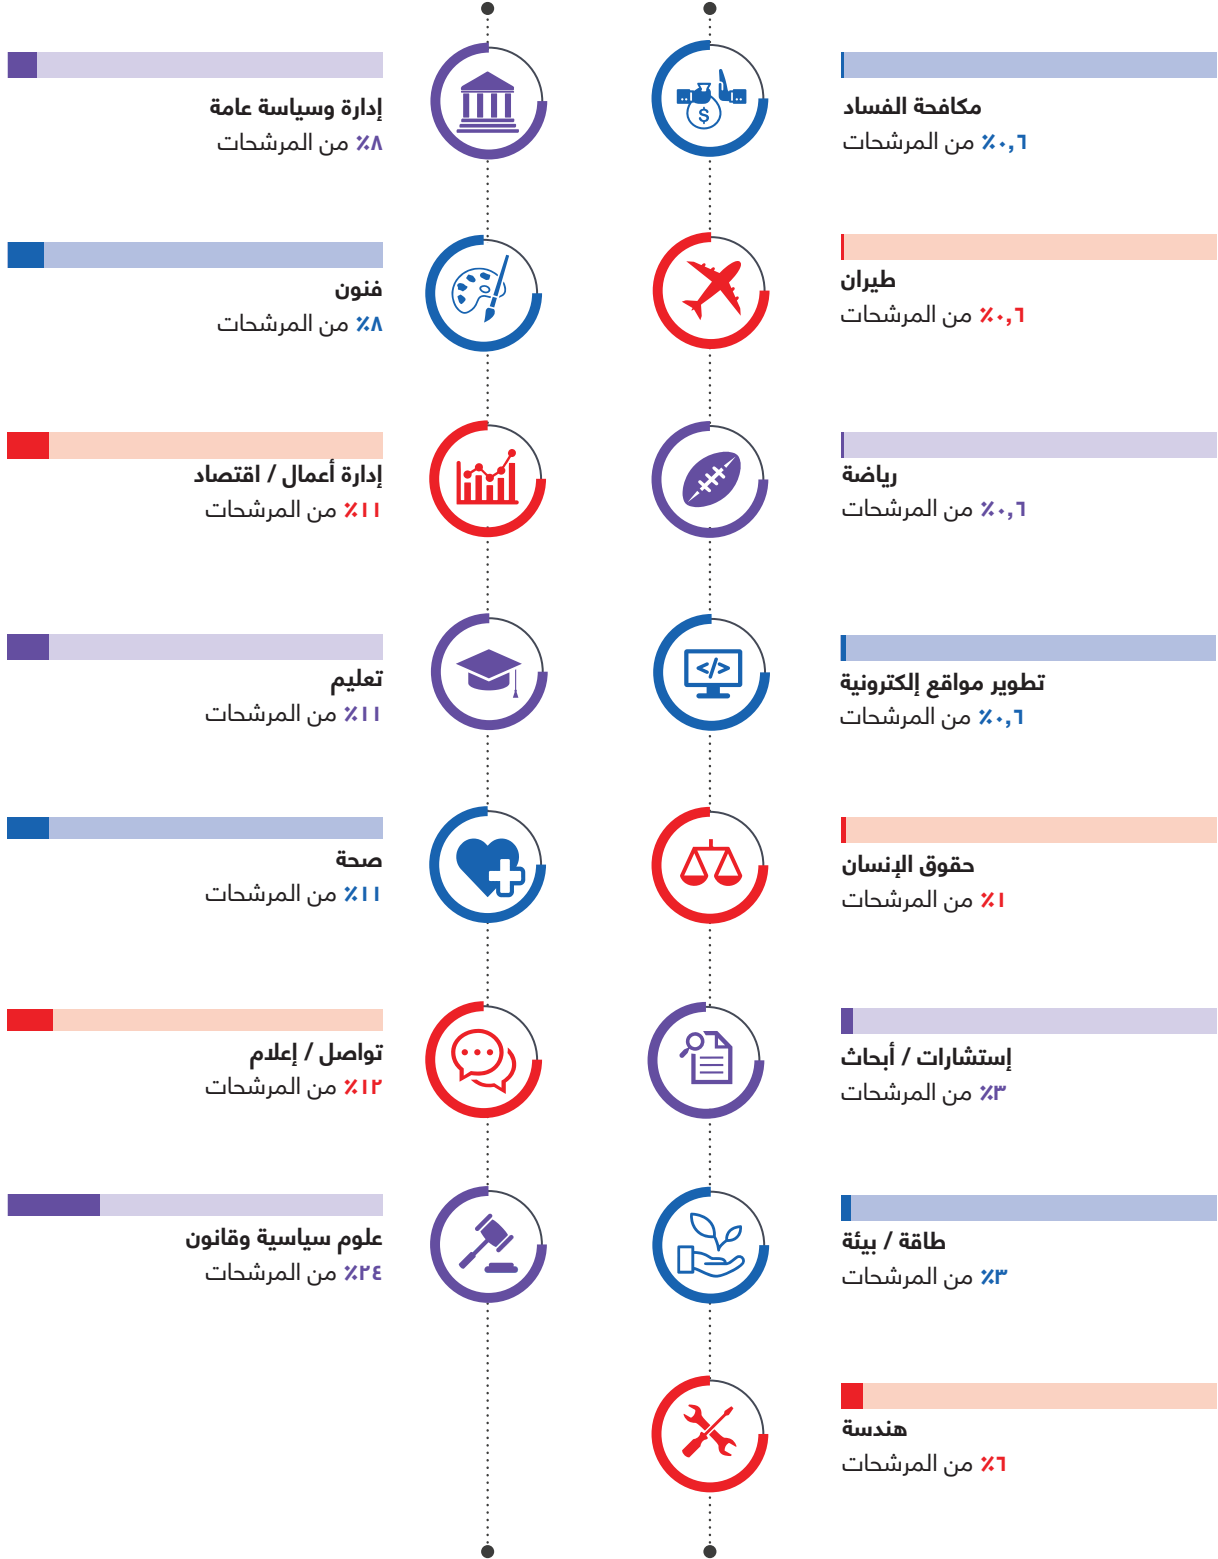 مكافحة الفساد
٠,٦٪ من المرشحات
طيران
٠,٦٪ من المرشحات
رياضة
٠,٦٪ من المرشحات
تطوير مواقع إلكترونية
٠,٦٪ من المرشحات
حقوق الإنسان
١٪ من المرشحات
إستشارات / أبحاث
٣٪ من المرشحات
طاقة / بيئة
٣٪ من المرشحات
هندسة
٦٪ من المرشحات
إدارة وسياسة عامة
٨٪ من المرشحات
فنون
٨٪ من المرشحات
إدارة أعمال / اقتصاد
١١٪ من المرشحات
تعليم
١١٪ من المرشحات
صحة
١١٪ من المرشحات
تواصل / إعلام
١٢٪ من المرشحات
علوم سياسية وقانون
٢٤٪ من المرشحات
$
</>